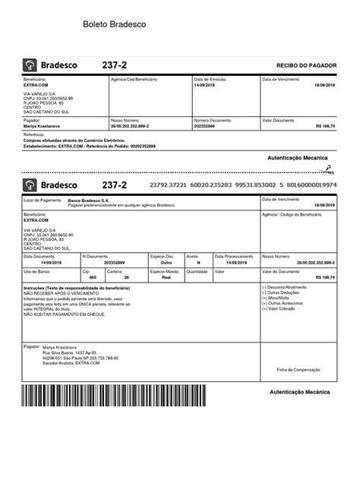 Boleto Bradesco
Bradesco 237-2 RECIBO DO PAGADOR
Beneficiário: Agência/Cod.Beneficiário Data de Emissão Data de Vencimento
EXTRA.COM 14/09/2019 18/09/2019
VIA VAREJO S/A
CNPJ: 33.041.260/0652-90
R JOAO PESSOA, 83
CENTRO
SAO CAETANO DO SUL
Pagador: Nosso Número: Número Documento: Valor Documento
Mariya Krastanova 26/00.202.352.899-2 202352899 R$ 199,74
Referência:
Compras efetuadas através do Comércio Eletrônico.
Estabelecimento: EXTRA.COM / Referência do Pedido: 00202352899
Autenticação Mecanica
Bradesco 237-2 23792.37221 60020.235283 99531.853002 5 80160000019974
Local de Pagamento Banco Bradesco S.A. Data de Vencimento
Pagável preferencialmente em qualquer agência Bradesco. 18/09/2019
Beneficiário Agência / Código do Beneficiário
EXTRA.COM
VIA VAREJO S/A
CNPJ: 33.041.260/0652-90
R JOAO PESSOA, 83
CENTRO
SAO CAETANO DO SUL
Data Documento N.Documento Espécie Doc. Aceite Data Processamento Nosso Número
14/09/2019 202352899 Outro N 14/09/2019 26/00.202.352.899-2
Uso do Banco Cip Carteira Espécie Moeda Quantidade Valor Valor do Documento
865 26 Real R$ 199,74
Instruções (Texto de responsabilidade do beneficiário) (-) Desconto/Abatimento
NÃO RECEBER APÓS O VENCIMENTO. (-) Outras Deduções
Informamos que o pedido somente será liberado, caso (+) Mora/Multa
pagamento seja feito em uma ÚNICA parcela, referente ao (+) Outros Acréscimos
valor INTEGRAL do título. (=) Valor Cobrado
NÃO ACEITAR PAGAMENTO EM CHEQUE.
Pagador: Mariya Krastanova
Rua Silva Bueno, 1437 Ap 05,
04208-051 São Paulo SP 233.733.788-00
Sacador/Avalista: EXTRA.COM
Ficha de Compensação
Autenticação Mecânica